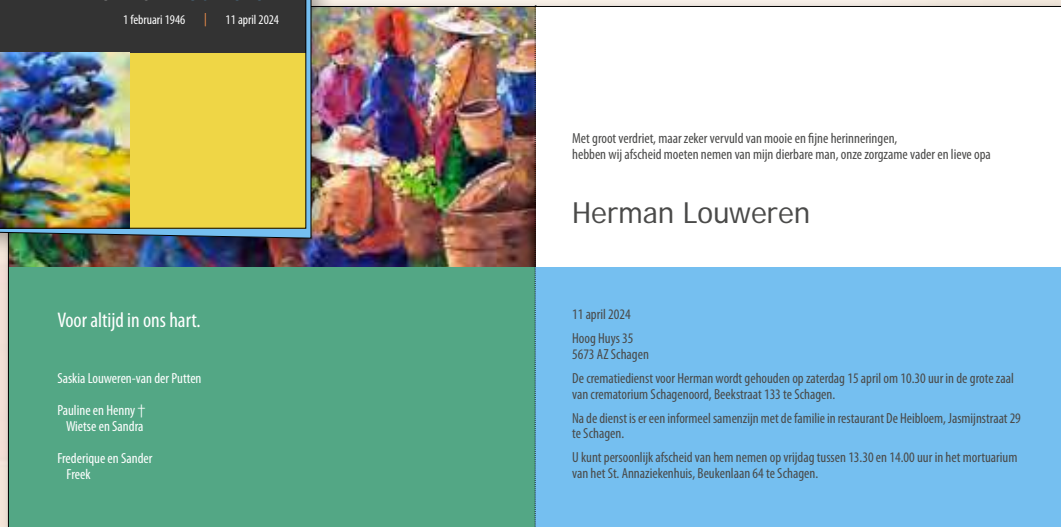 1 februari 1946 | 11 april 2024
Met groot verdriet, maar zeker vervuld van mooie en fijne herinneringen,
hebben wij afscheid moeten nemen van mijn dierbare man, onze zorgzame vader en lieve opa
Herman Louweren
Voor altijd in ons hart.
Saskia Louweren-van der Putten
Pauline en Henny †
Wietse en Sandra
Frederique en Sander
Freek
11 april 2024
Hoog Huys 35
5673 AZ Schagen
De crematiedienst voor Herman wordt gehouden op zaterdag 15 april om 10.30 uur in de grote zaal
van crematorium Schagenoord, Beekstraat 133 te Schagen.
Na de dienst is er een informeel samenzijn met de familie in restaurant De Heibloem, Jasmijnstraat 29
te Schagen.
U kunt persoonlijk afscheid van hem nemen op vrijdag tussen 13.30 en 14.00 uur in het mortuarium
van het St. Annaziekenhuis, Beukenlaan 64 te Schagen.